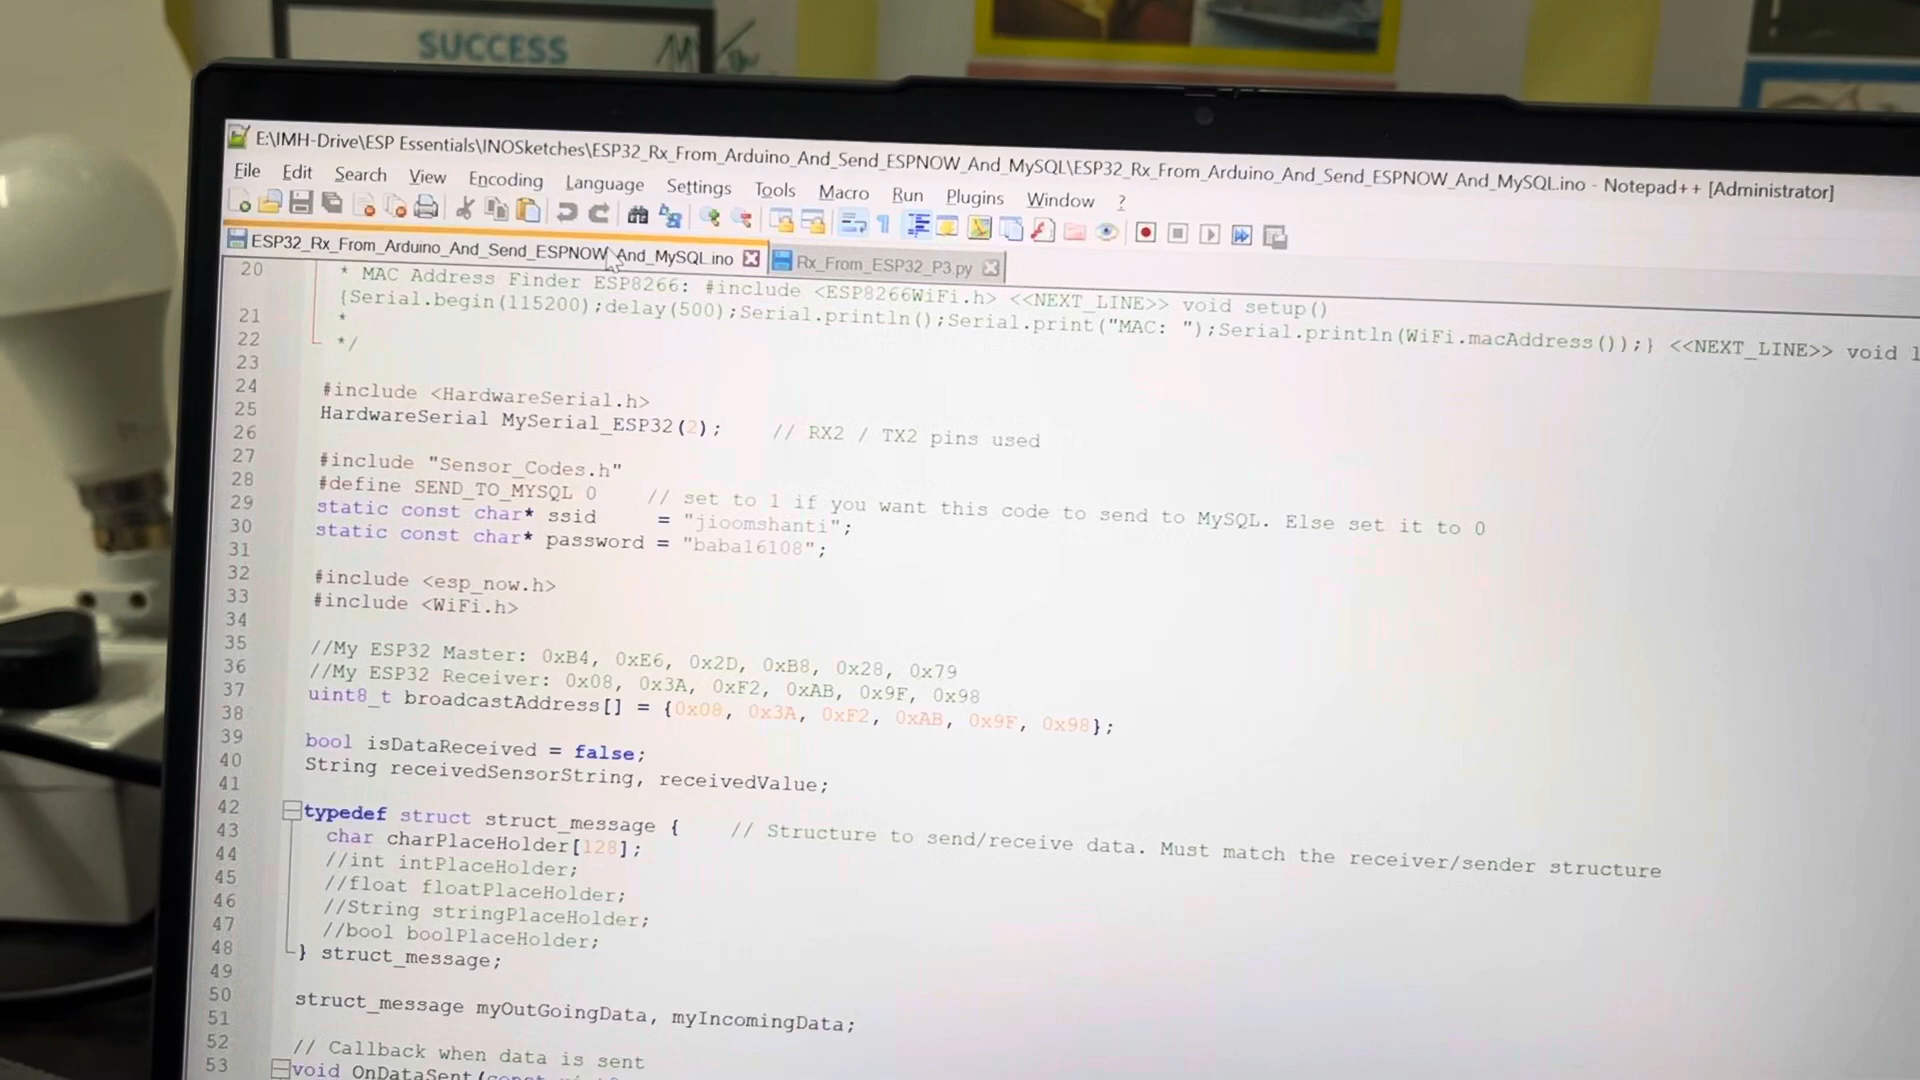 SUCCESS
E:\IMH-Drive\ESP Essentials\INOSketches\ESP32_Rx_From_Arduino_And_Send_ESPNOW_And_MySQL\ESP32_Rx_From_Arduino_And_Send_ESPNOW_And_MySQL.ino - Notepad++ [Administrator]
File Edit Search View Encoding Language Settings Tools Macro Run Plugins Window ?
ESP32_Rx_From_Arduino_And_Send_ESPNOW_And_MySQL.ino Rx_From_ESP32_P3.py
20 * MAC Address Finder ESP8266: #include <ESP8266WiFi.h> <<NEXT_LINE>> void setup()
{Serial.begin(115200);delay(500);Serial.println();Serial.print("MAC: ");Serial.println(WiFi.macAddress());} <<NEXT_LINE>> void
21 *
22 */
23
24 #include <HardwareSerial.h>
25 HardwareSerial MySerial_ESP32(2); // RX2 / TX2 pins used
26
27 #include "Sensor_Codes.h"
28 #define SEND_TO_MYSQL 0 // set to 1 if you want this code to send to MySQL. Else set it to 0
29 static const char* ssid = "jioomshanti";
30 static const char* password = "baba16108";
31
32 #include <esp_now.h>
33 #include <WiFi.h>
34
35 //My ESP32 Master: 0xB4, 0xE6, 0x2D, 0xB8, 0x28, 0x79
36 //My ESP32 Receiver: 0x08, 0x3A, 0xF2, 0xAB, 0x9F, 0x98
37 uint8_t broadcastAddress[] = {0x08, 0x3A, 0xF2, 0xAB, 0x9F, 0x98};
38
39 bool isDataReceived = false;
40 String receivedSensorString, receivedValue;
41
42 typedef struct struct_message { // Structure to send/receive data. Must match the receiver/sender structure
43 char charPlaceHolder[128];
44 //int intPlaceHolder;
45 //float floatPlaceHolder;
46 //String stringPlaceHolder;
47 //bool boolPlaceHolder;
48 } struct_message;
49
50 struct_message myOutGoingData, myIncomingData;
51
52 // Callback when data is sent
53 void OnDataSent(const